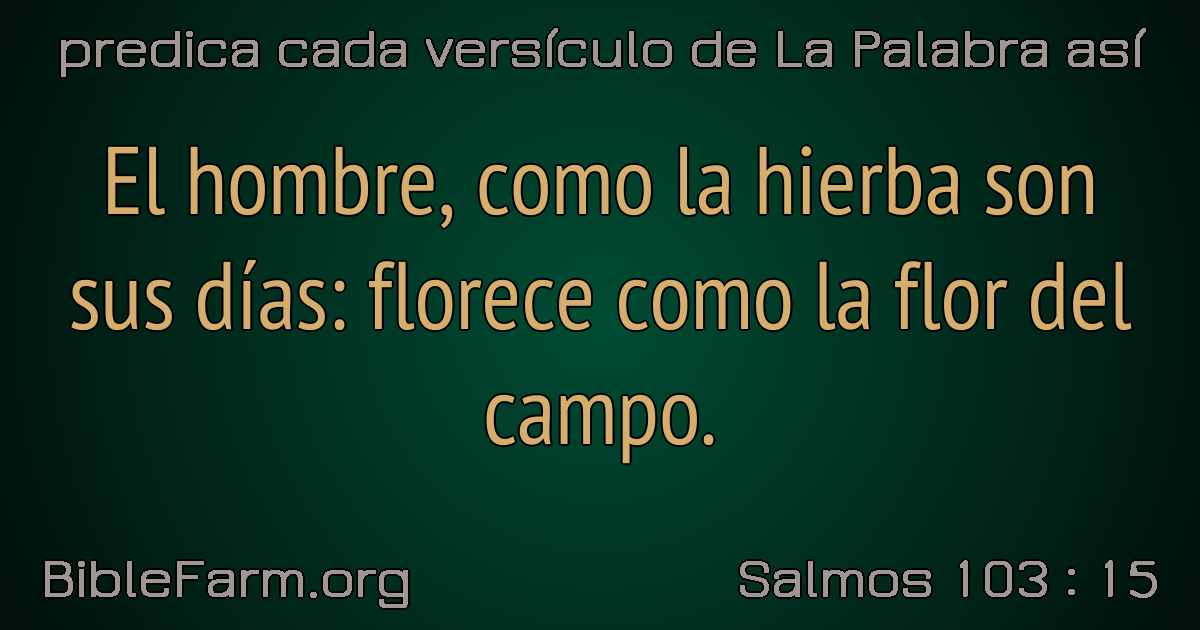 predica cada versículo de La Palabra así
El hombre, como la hierba son
sus días: florece como la flor del
campo.
BibleFarm.org
Salmos 103 : 15